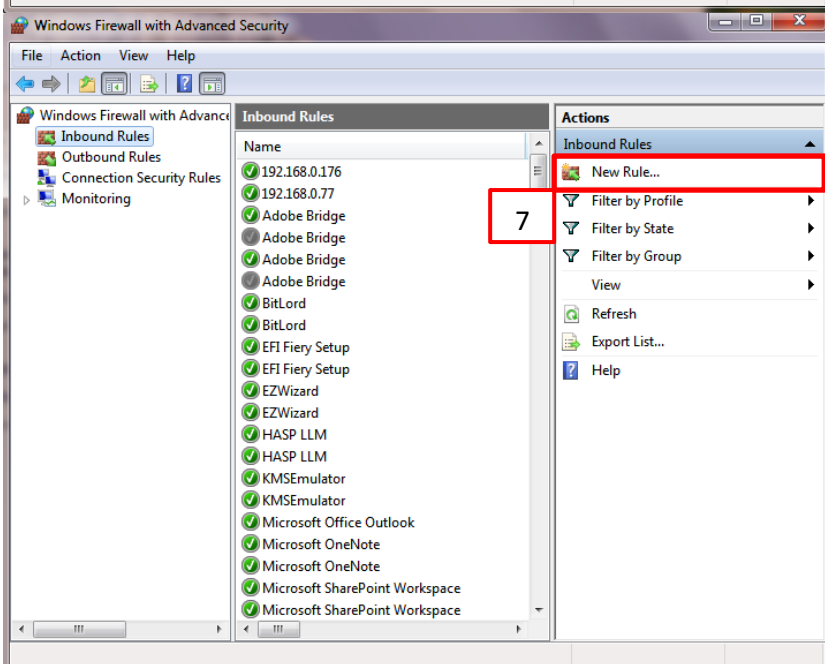 Windows Firewall with Advanced Security
File Action View Help
Windows Firewall with Advance
Inbound Rules
Outbound Rules
Connection Security Rules
Monitoring
Inbound Rules
Name
192.168.0.176
192.168.0.77
Adobe Bridge
Adobe Bridge
Adobe Bridge
Adobe Bridge
BitLord
BitLord
EFI Fiery Setup
EFI Fiery Setup
EZWizard
EZWizard
HASP LLM
HASP LLM
KMSEmulator
KMSEmulator
Microsoft Office Outlook
Microsoft OneNote
Microsoft OneNote
Microsoft SharePoint Workspace
Microsoft SharePoint Workspace
7
Actions
Inbound Rules
New Rule...
Filter by Profile
Filter by State
Filter by Group
View
Refresh
Export List...
Help